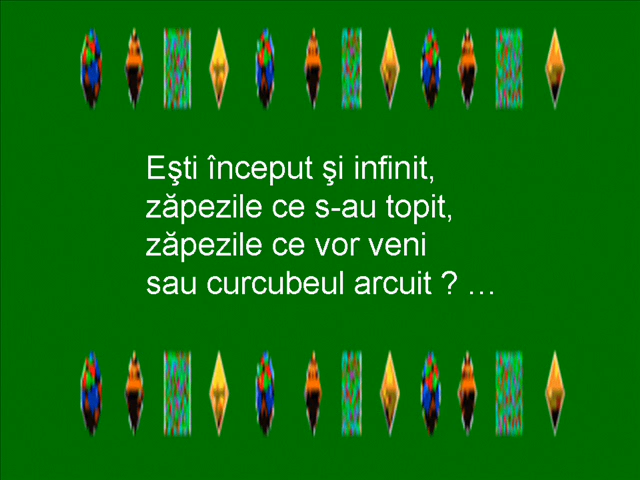 Eşti început şi infinit,
zăpezile ce s-au topit,
zăpezile ce vor veni
sau curcubeul arcuit ? ...